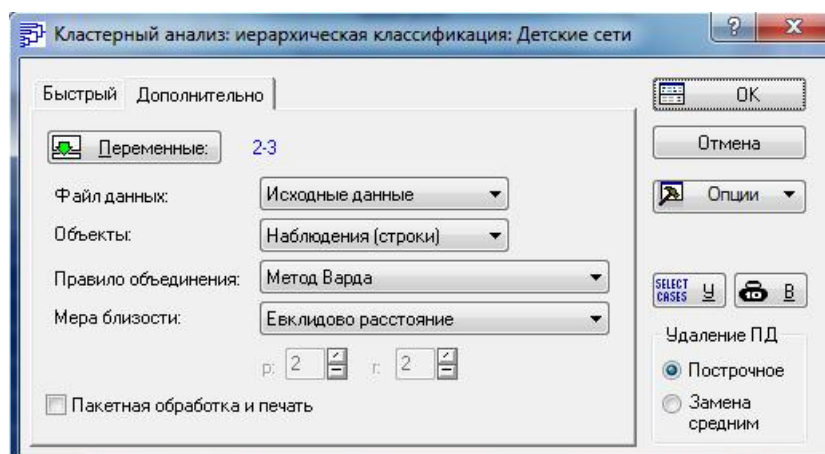 Кластерный анализ: иерархическая классификация: Детские сети
?
X
Быстрый
Дополнительно
Переменные:
2-3
Файл данных:
Исходные данные
Объекты:
Наблюдения (строки)
Правило объединения:
Метод Варда
Мера близости:
Евклидово расстояние
p: 2
r: 2
Пакетная обработка и печать
OK
Отмена
Опции
SELECT
CASES
У
В
Удаление ПД
Построчное
Замена
средним